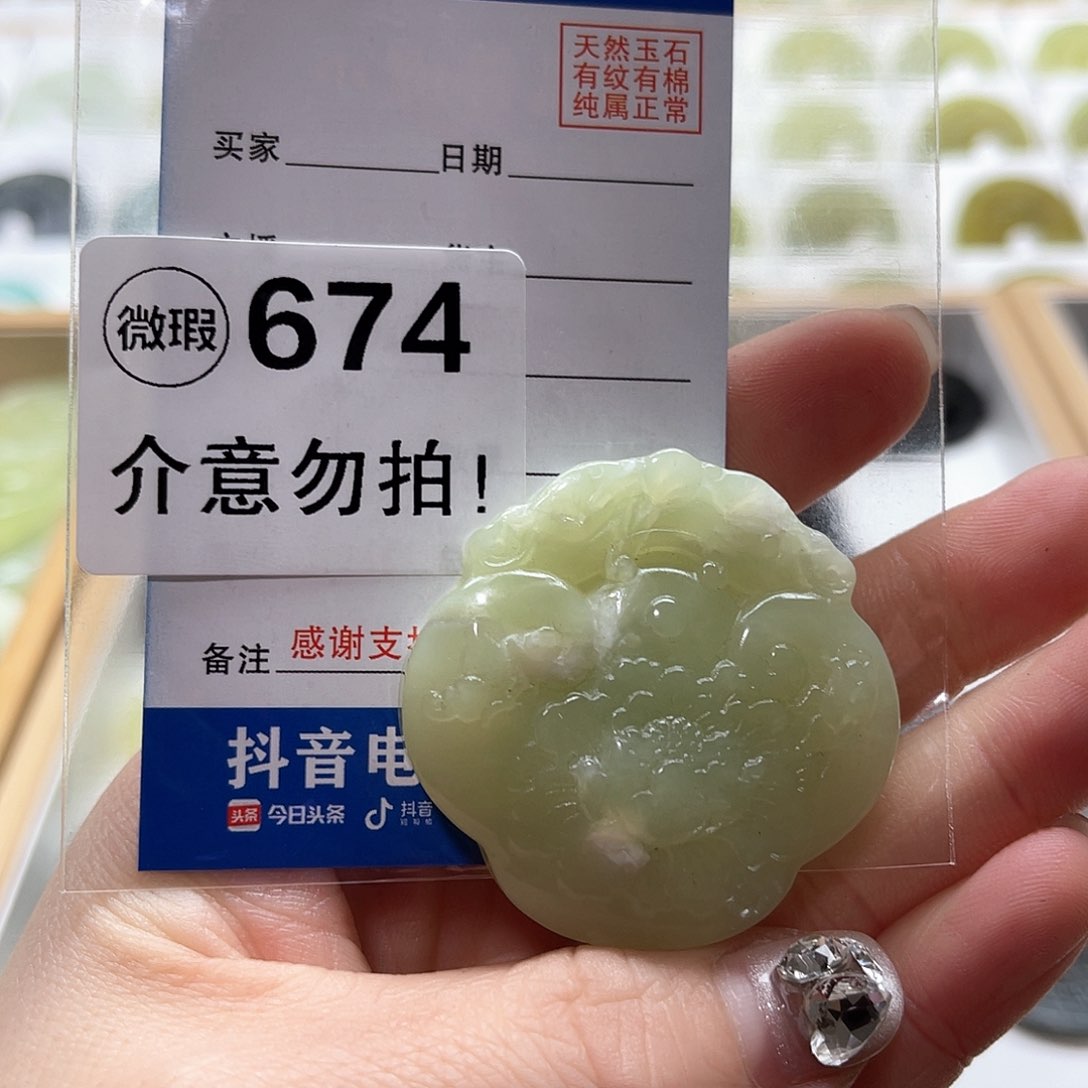 天然玉石
有纹有棉
纯属正常
买家 日期
微瑕 674
介意勿拍!
备注 感谢支
抖音电
头条 今日头条 抖音